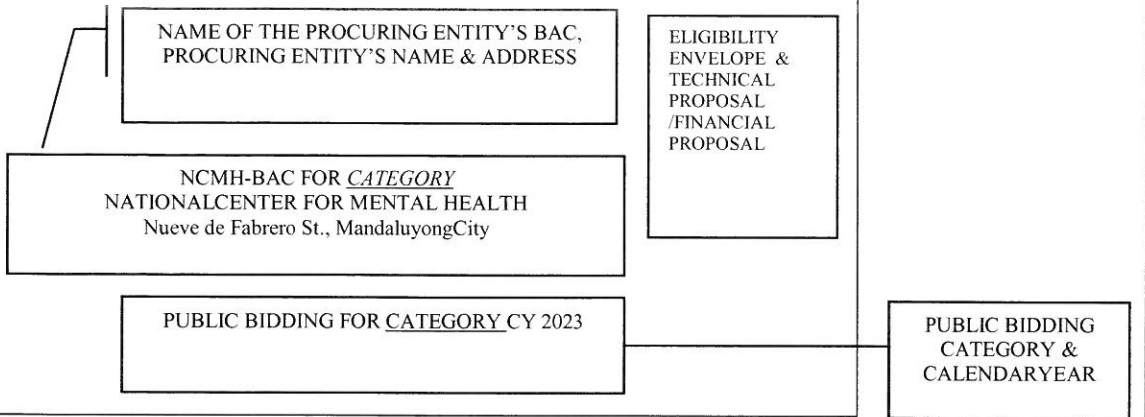 NAME OF THE PROCURING ENTITY'S BAC,
PROCURING ENTITY'S NAME & ADDRESS
ELIGIBILITY
ENVELOPE &
TECHNICAL
PROPOSAL
/FINANCIAL
PROPOSAL
NCMH-BAC FOR CATEGORY
NATIONALCENTER FOR MENTAL HEALTH
Nueve de Fabrero St., MandaluyongCity
PUBLIC BIDDING FOR CATEGORY CY 2023
PUBLIC BIDDING
CATEGORY &
CALENDARYEAR